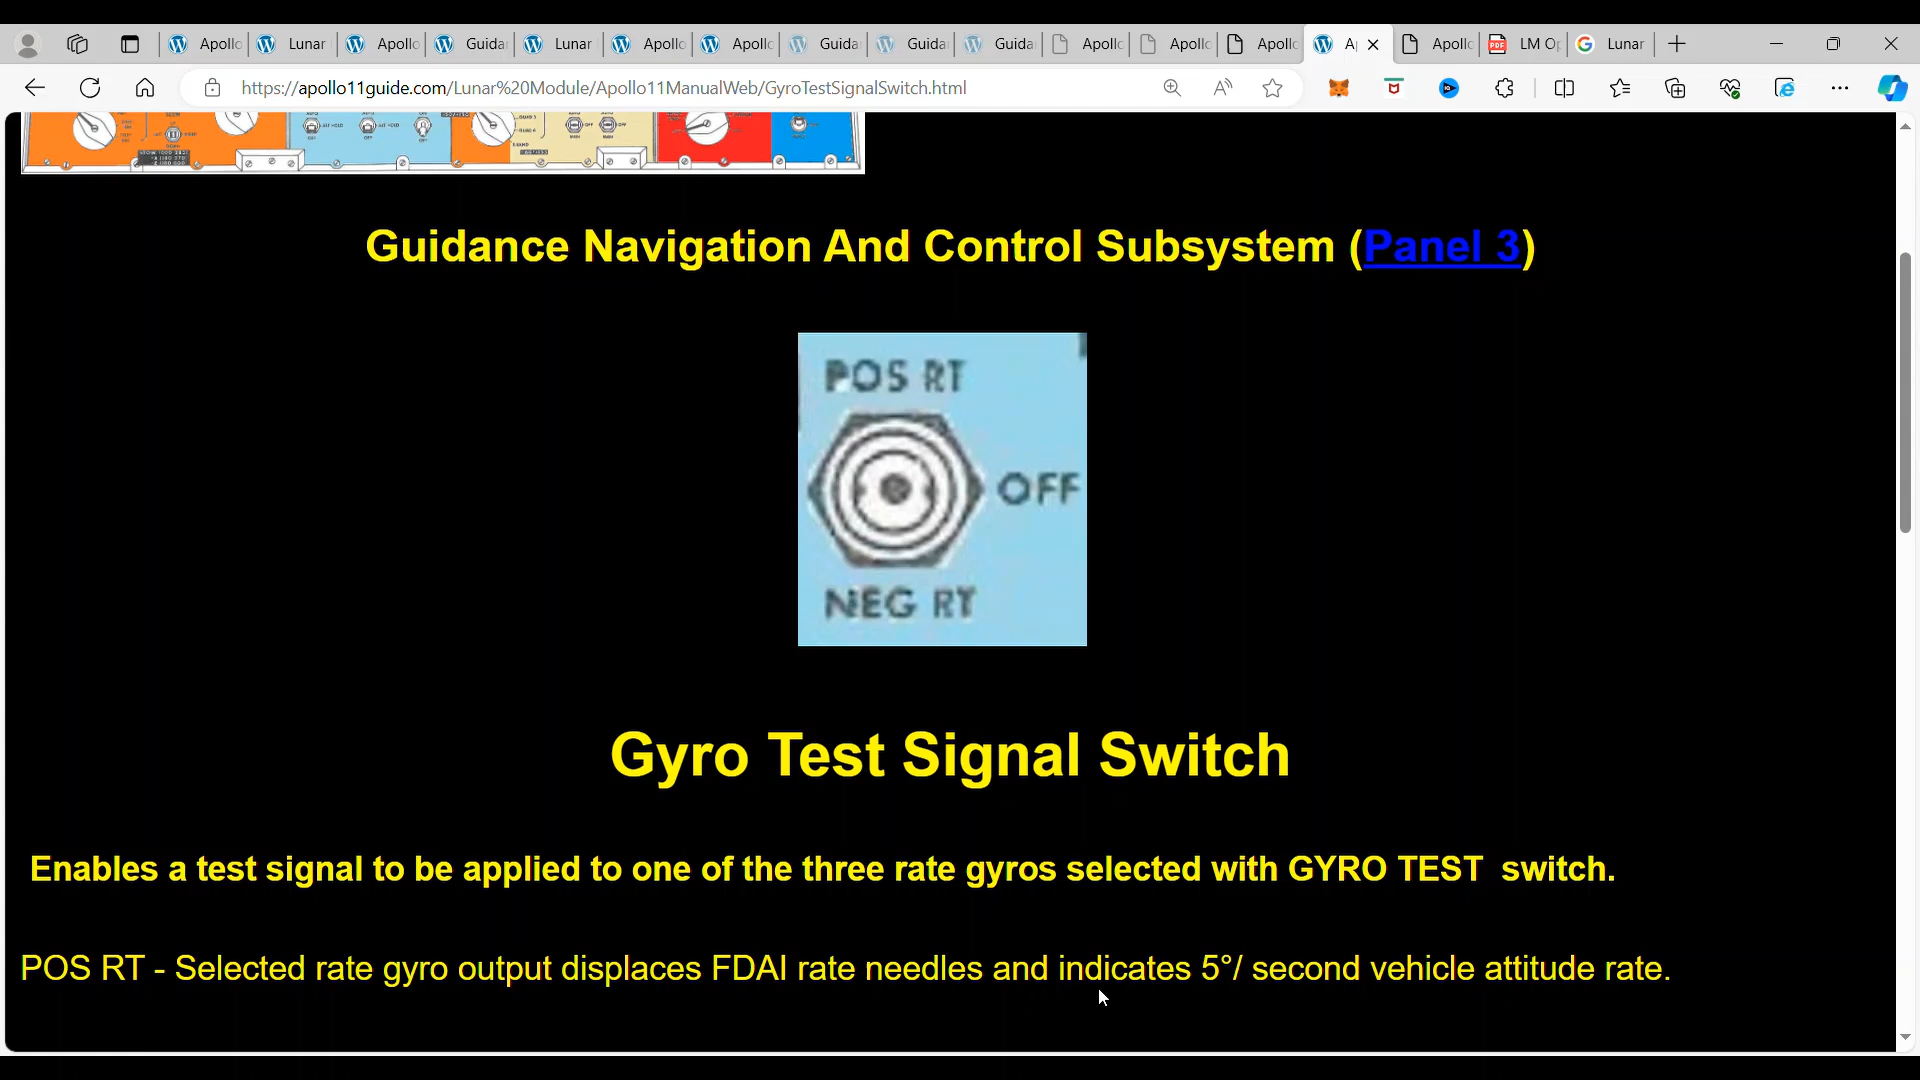 Apollo
Lunar
Apollo
Guida
Lunar
Apollo
Apollo
Guida
Guida
Guida
Apollo
Apollo
Apollo
Apollo
LM Op
Lunar
https://apollo11guide.com/Lunar%20Module/Apollo11ManualWeb/GyroTestSignalSwitch.html
Guidance Navigation And Control Subsystem (Panel 3)
POS RT
OFF
NEG RT
Gyro Test Signal Switch
Enables a test signal to be applied to one of the three rate gyros selected with GYRO TEST switch.
POS RT - Selected rate gyro output displaces FDAI rate needles and indicates 5°/ second vehicle attitude rate.